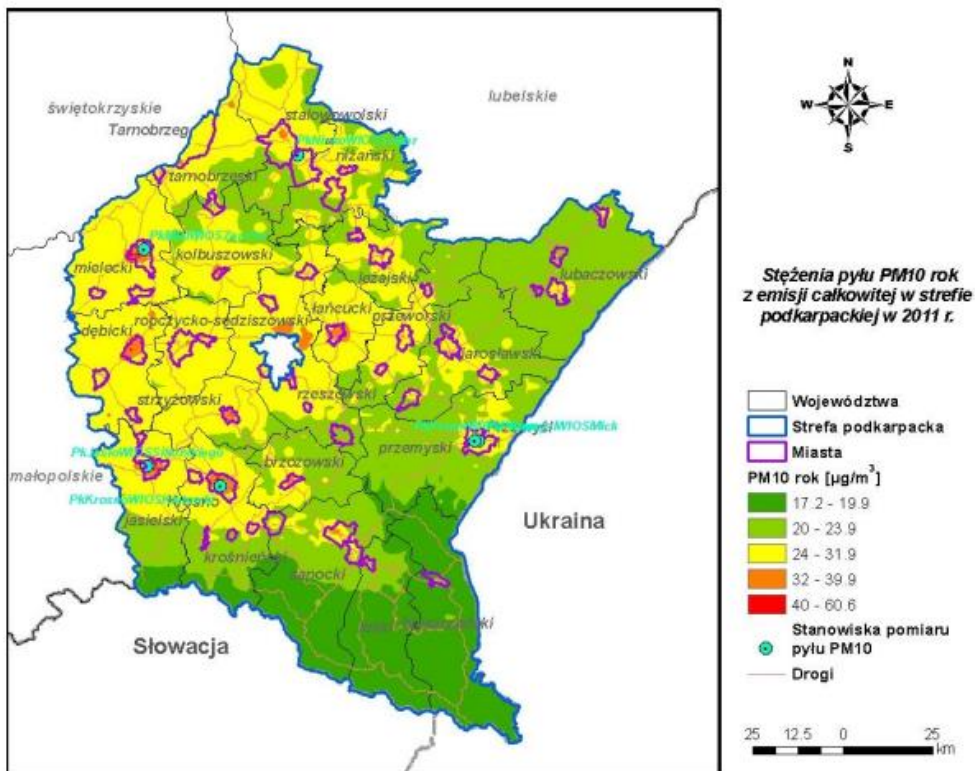 świętokrzyskie
lubelskie
Tarnobrzeg
stalowowolski
niżański
tarnobrzeski
mielecki
kolbuszowski
leżajski
lubaczowski
łańcucki
ropczycko-sędziszowski
przeworski
dębicki
jarosławski
rzeszowski
strzyżowski
przemyski
brzozowski
małopolskie
Krosno
jasielski
Ukraina
krośnieński
sanocki
Słowacja
N
W
E
S
Stężenia pyłu PM10 rok
z emisji całkowitej w strefie
podkarpackiej w 2011 r.
Województwa
Strefa podkarpacka
Miasta
PM10 rok [µg/m³]
17.2 - 19.9
20 - 23.9
24 - 31.9
32 - 39.9
40 - 60.6
Stanowiska pomiaru
pyłu PM10
Drogi
25 12.5 0 25
km